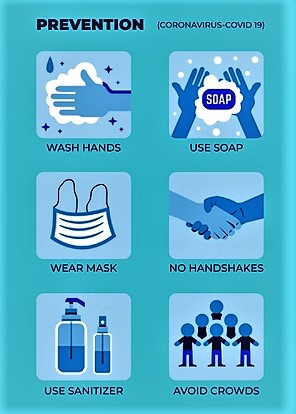 PREVENTION (CORONAVIRUS-COVID 19)
SOAP
WASH HANDS
USE SOAP
WEAR MASK
NO HANDSHAKES
USE SANITIZER
AVOID CROWDS